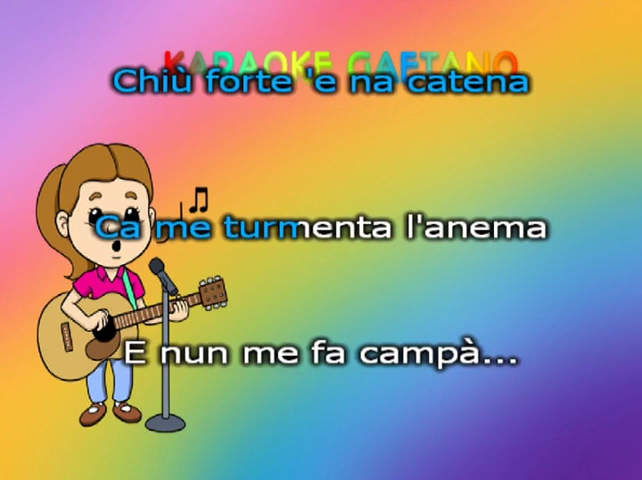 KARAOKE GAETANO
Chiù forte 'e na catena
Ca me turmenta l'anema
E nun me fa campà...